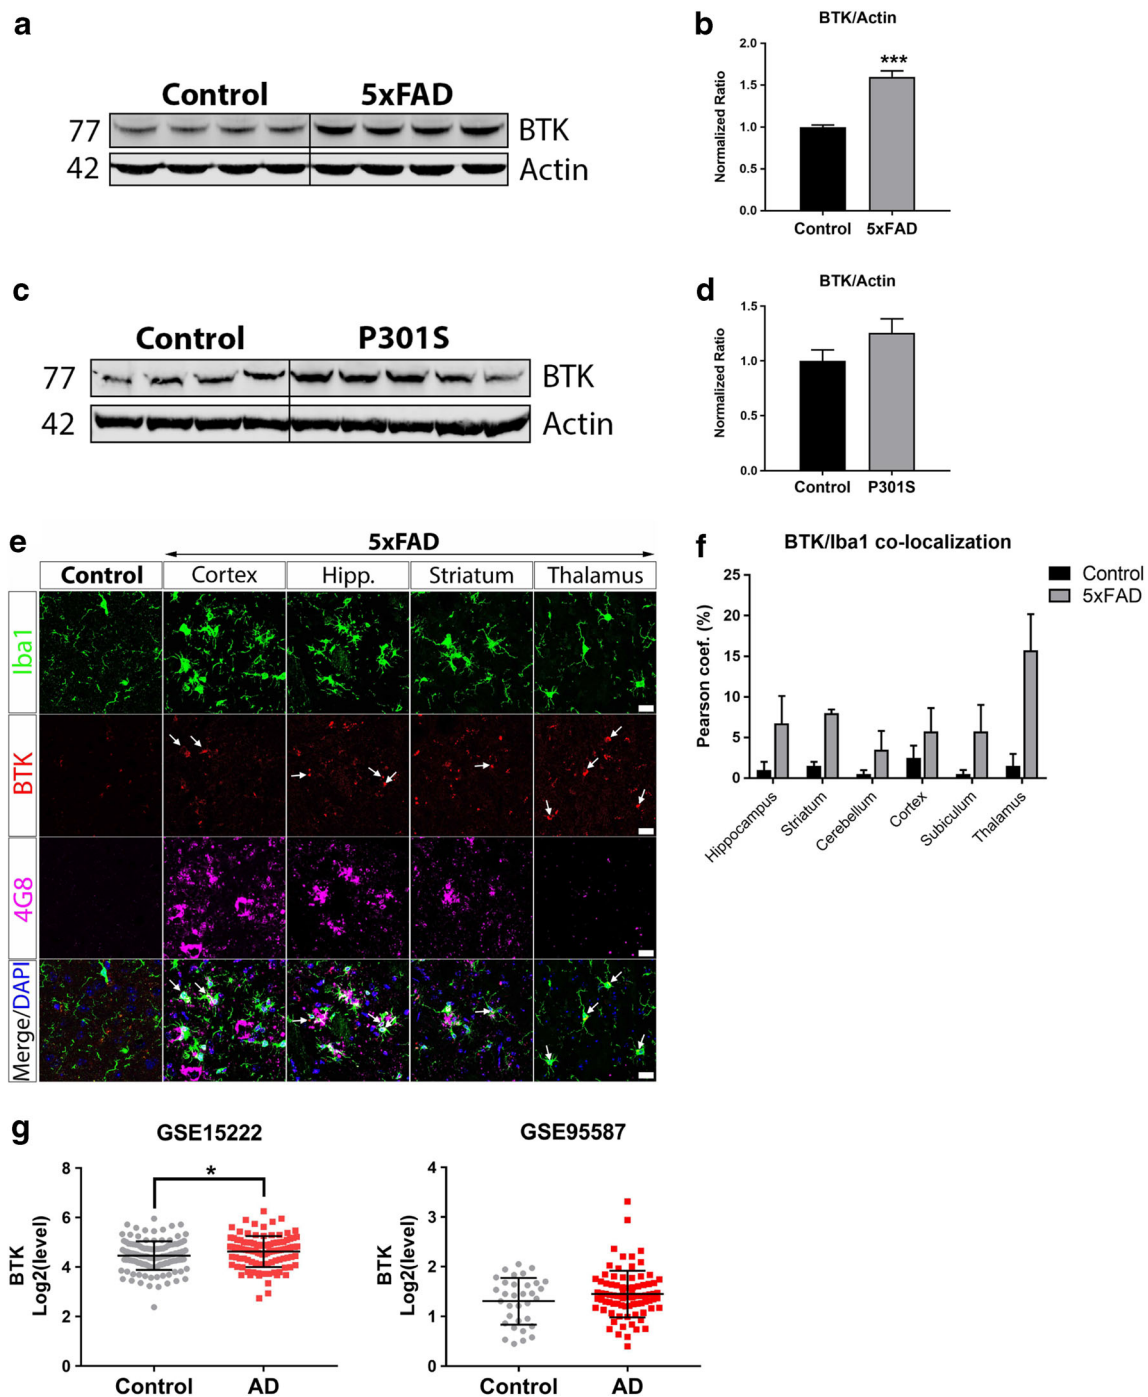 a
Control 5xFAD
77 BTK
42 Actin
b
BTK/Actin
Normalized Ratio
2.0
1.5
1.0
0.5
0.0
***
Control 5xFAD
c
Control P301S
77 BTK
42 Actin
d
BTK/Actin
Normalized Ratio
1.5
1.0
0.5
0.0
Control P301S
e
5xFAD
Control Cortex Hipp. Striatum Thalamus
Iba1
BTK
4G8
Merge/DAPI
f
BTK/Iba1 co-localization
Pearson coef. (%)
25
20
15
10
5
0
Hippocampus
Striatum
Cerebellum
Cortex
Subiculum
Thalamus
Control
5xFAD
g
GSE15222
BTK
Log2(level)
8
6
4
2
0
*
Control AD
GSE95587
BTK
Log2(level)
4
3
2
1
0
Control AD